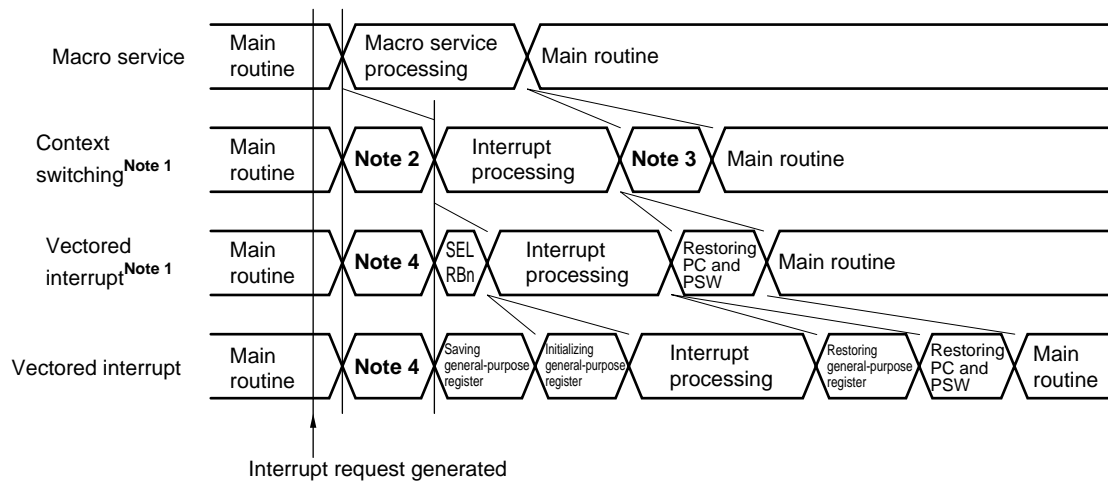 Macro service
Main
routine
Macro service
processing
Main routine
Context
switching Note 1
Main
routine
Note 2
Interrupt
processing
Note 3
Main routine
Vectored
interrupt Note 1
Main
routine
Note 4
SEL
RBn
Interrupt
processing
Restoring
PC and
PSW
Main routine
Vectored interrupt
Main
routine
Note 4
Saving
general-purpose
register
Initializing
general-purpose
register
Interrupt
processing
Restoring
general-purpose
register
Restoring
PC and
PSW
Main
routine
Interrupt request generated